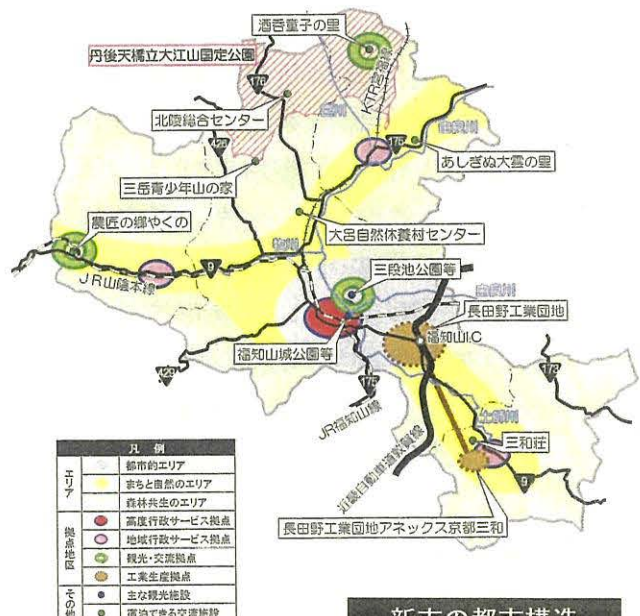 酒呑童子の里
丹後天橋立大江山国定公園
176
KTR宮福線
北陵総合センター
426
175
由良川
あしぎぬ大雲の里
三岳青少年山の家
大呂自然休養村センター
農匠の郷やくの
牧川
三段池公園等
JR山陰本線
9
由良川
長田野工業団地
福知山I.C
福知山城公園等
429
175
173
JR福知山線
土師川
三和荘
近畿自動車道敦賀線
9
長田野工業団地アネックス京都三和
凡例
エリア
都市的エリア
まちと自然のエリア
森林共生のエリア
拠点地区
高度行政サービス拠点
地域行政サービス拠点
観光・交流拠点
工業生産拠点
その他
主な観光施設
宿泊できる交流施設
新市の都市構造